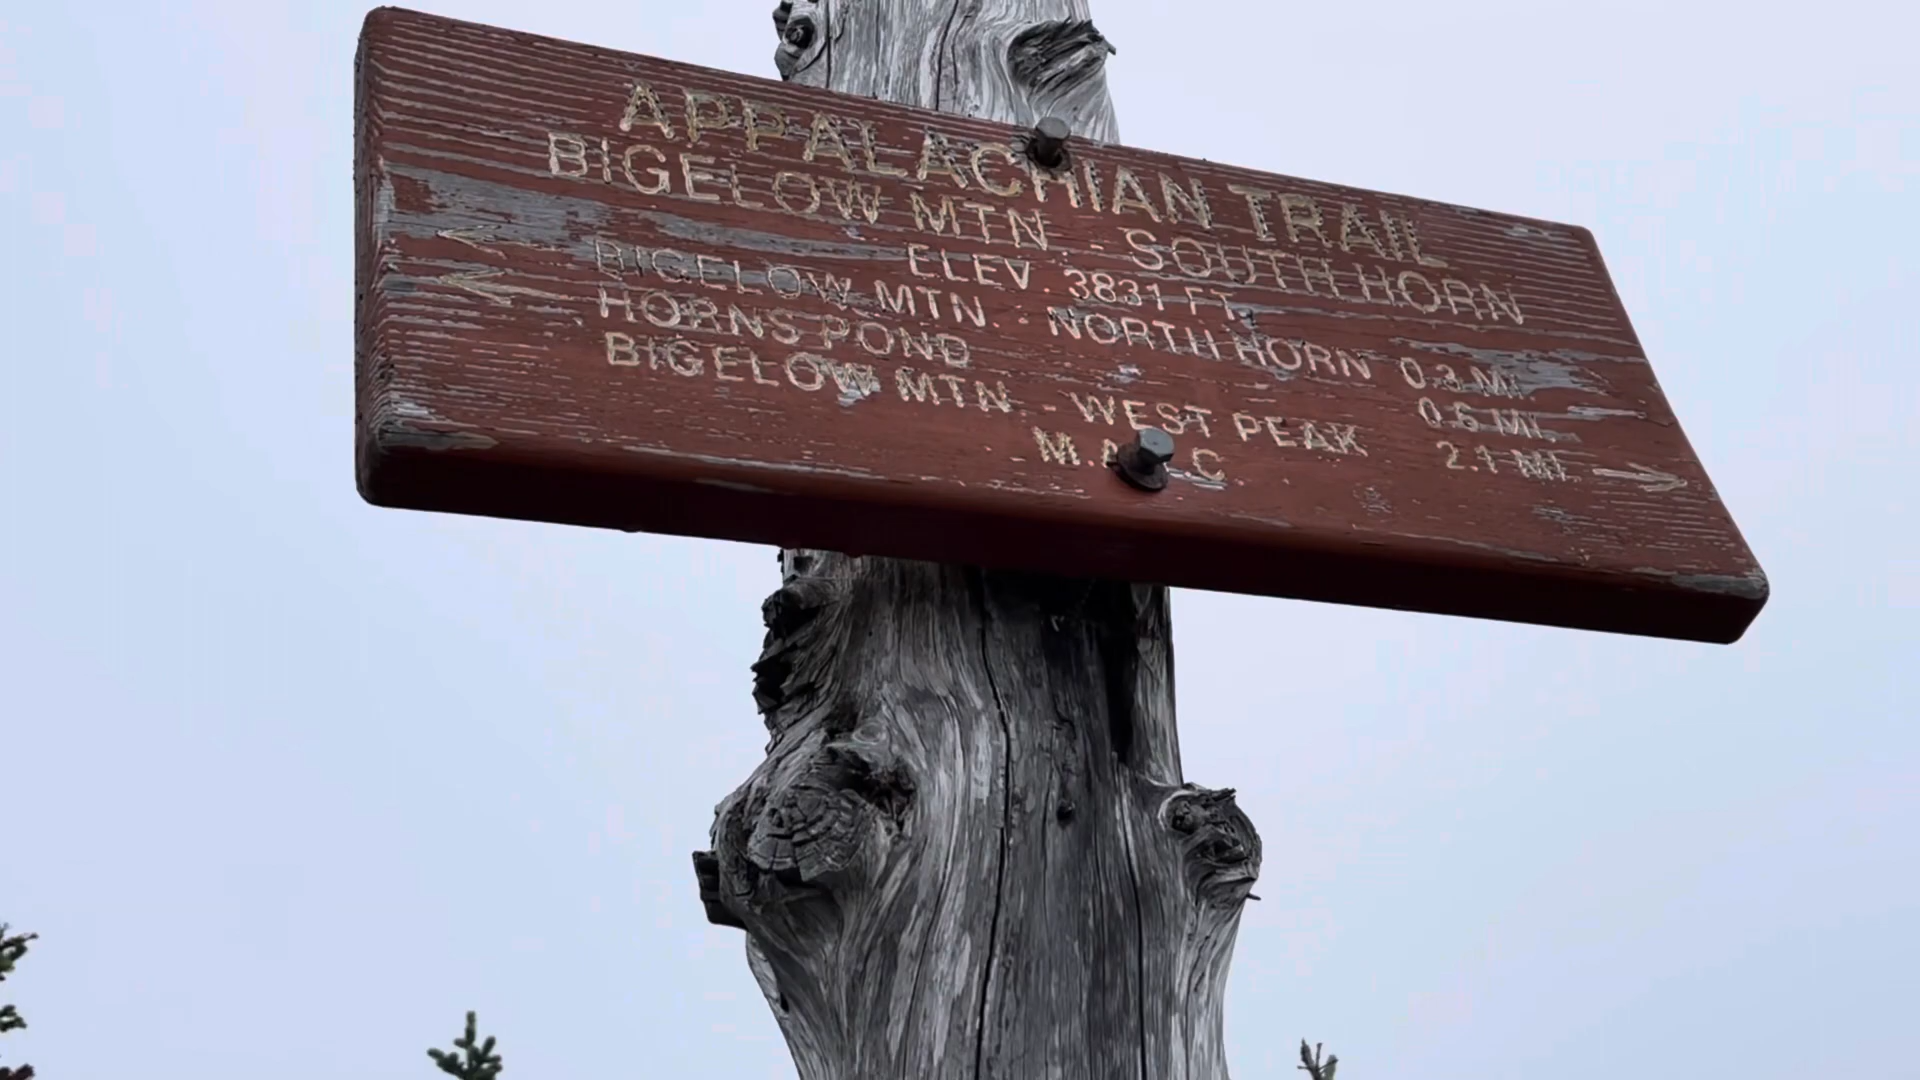 APPALACHIAN TRAIL
BIGELOW MTN. - SOUTH HORN
ELEV. 3831 FT.
← BIGELOW MTN. - NORTH HORN 0.3 MI.
← HORNS POND 0.6 MI.
BIGELOW MTN. - WEST PEAK 2.1 MI. →